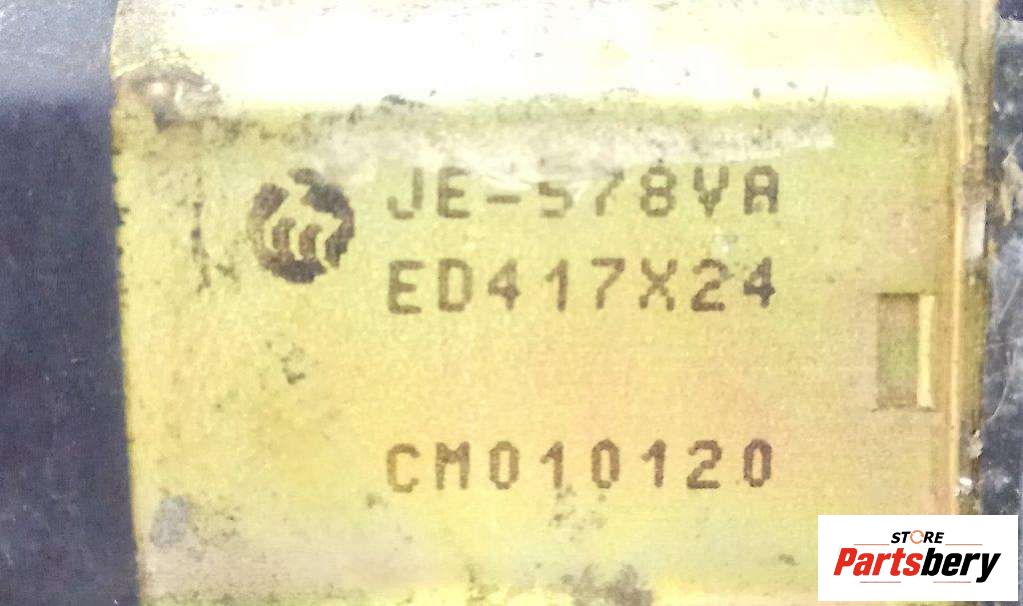 JE-578VA
ED417X24
CM010120
STORE
Partsbery